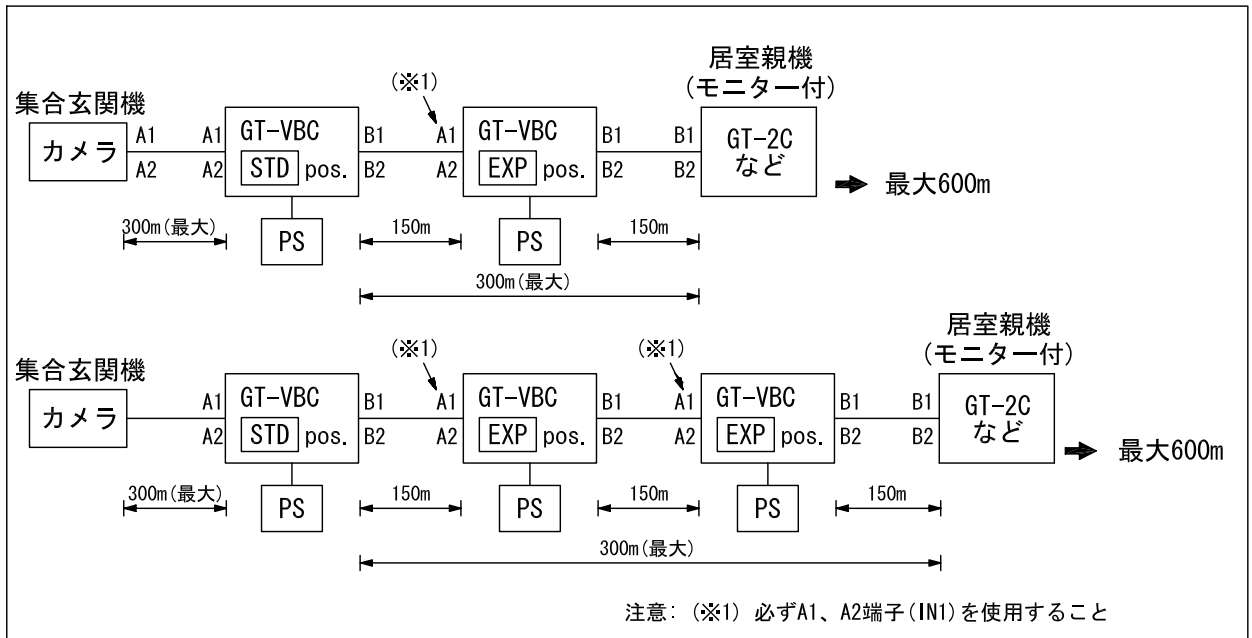 居室親機
(モニター付)
(※1)
集合玄関機
カメラ
A1
A2
A1
A2
GT-VBC
STD pos.
B1
B2
A1
A2
GT-VBC
EXP pos.
B1
B2
B1
B2
GT-2C
など
最大600m
300m(最大)
PS
150m
PS
150m
300m(最大)
居室親機
(モニター付)
(※1)
(※1)
集合玄関機
カメラ
A1
A2
GT-VBC
STD pos.
B1
B2
A1
A2
GT-VBC
EXP pos.
B1
B2
A1
A2
GT-VBC
EXP pos.
B1
B2
B1
B2
GT-2C
など
最大600m
300m(最大)
PS
150m
PS
150m
PS
150m
300m(最大)
注意: (※1) 必ずA1、A2端子(IN1)を使用すること